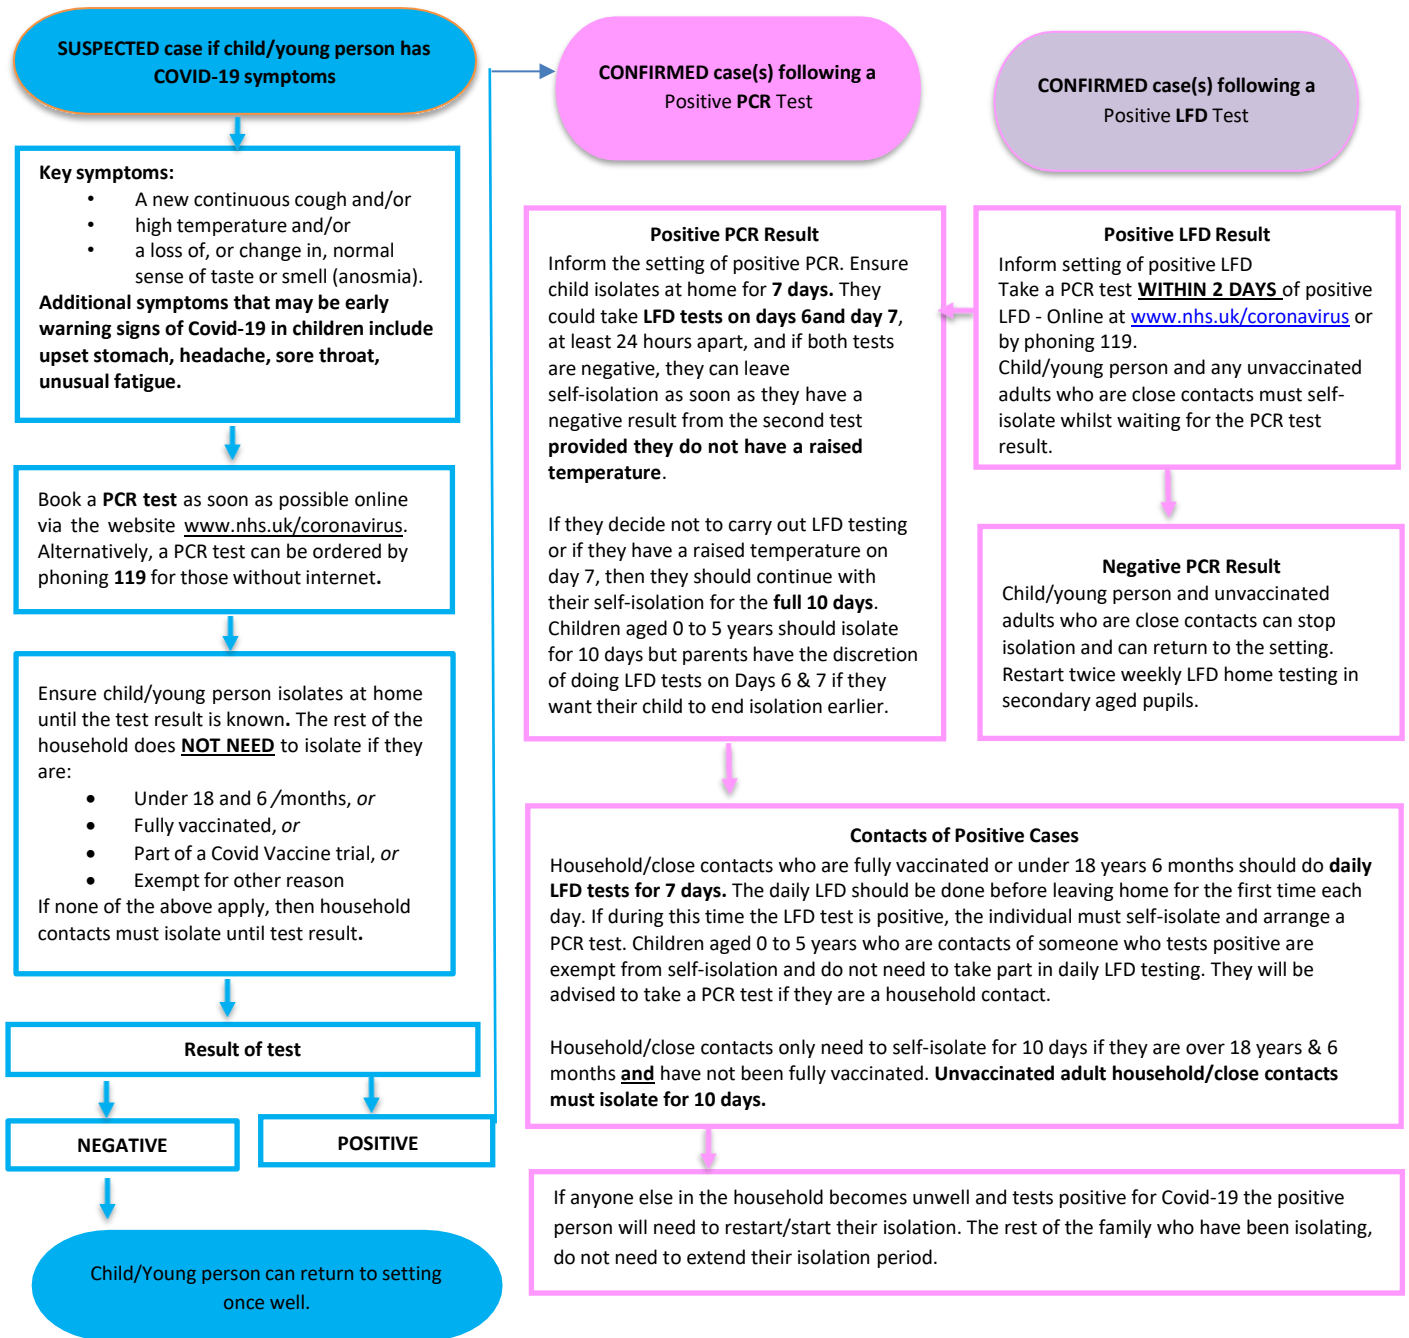 SUSPECTED case if child/young person has
COVID-19 symptoms
Key symptoms:
• A new continuous cough and/or
• high temperature and/or
• a loss of, or change in, normal
sense of taste or smell (anosmia).
Additional symptoms that may be early
warning signs of Covid-19 in children include
upset stomach, headache, sore throat,
unusual fatigue.
Book a PCR test as soon as possible online
via the website www.nhs.uk/coronavirus.
Alternatively, a PCR test can be ordered by
phoning 119 for those without internet.
Ensure child/young person isolates at home
until the test result is known. The rest of the
household does NOT NEED to isolate if they
are:
• Under 18 and 6 /months, or
• Fully vaccinated, or
• Part of a Covid Vaccine trial, or
• Exempt for other reason
If none of the above apply, then household
contacts must isolate until test result.
Result of test
NEGATIVE
POSITIVE
Child/Young person can return to setting
once well.
CONFIRMED case(s) following a
Positive PCR Test
Positive PCR Result
Inform the setting of positive PCR. Ensure
child isolates at home for 7 days. They
could take LFD tests on days 6and day 7,
at least 24 hours apart, and if both tests
are negative, they can leave
self-isolation as soon as they have a
negative result from the second test
provided they do not have a raised
temperature.
If they decide not to carry out LFD testing
or if they have a raised temperature on
day 7, then they should continue with
their self-isolation for the full 10 days.
Children aged 0 to 5 years should isolate
for 10 days but parents have the discretion
of doing LFD tests on Days 6 & 7 if they
want their child to end isolation earlier.
CONFIRMED case(s) following a
Positive LFD Test
Positive LFD Result
Inform setting of positive LFD
Take a PCR test WITHIN 2 DAYS of positive
LFD - Online at www.nhs.uk/coronavirus or
by phoning 119.
Child/young person and any unvaccinated
adults who are close contacts must self-
isolate whilst waiting for the PCR test
result.
Negative PCR Result
Child/young person and unvaccinated
adults who are close contacts can stop
isolation and can return to the setting.
Restart twice weekly LFD home testing in
secondary aged pupils.
Contacts of Positive Cases
Household/close contacts who are fully vaccinated or under 18 years 6 months should do daily
LFD tests for 7 days. The daily LFD should be done before leaving home for the first time each
day. If during this time the LFD test is positive, the individual must self-isolate and arrange a
PCR test. Children aged 0 to 5 years who are contacts of someone who tests positive are
exempt from self-isolation and do not need to take part in daily LFD testing. They will be
advised to take a PCR test if they are a household contact.
Household/close contacts only need to self-isolate for 10 days if they are over 18 years & 6
months and have not been fully vaccinated. Unvaccinated adult household/close contacts
must isolate for 10 days.
If anyone else in the household becomes unwell and tests positive for Covid-19 the positive
person will need to restart/start their isolation. The rest of the family who have been isolating,
do not need to extend their isolation period.